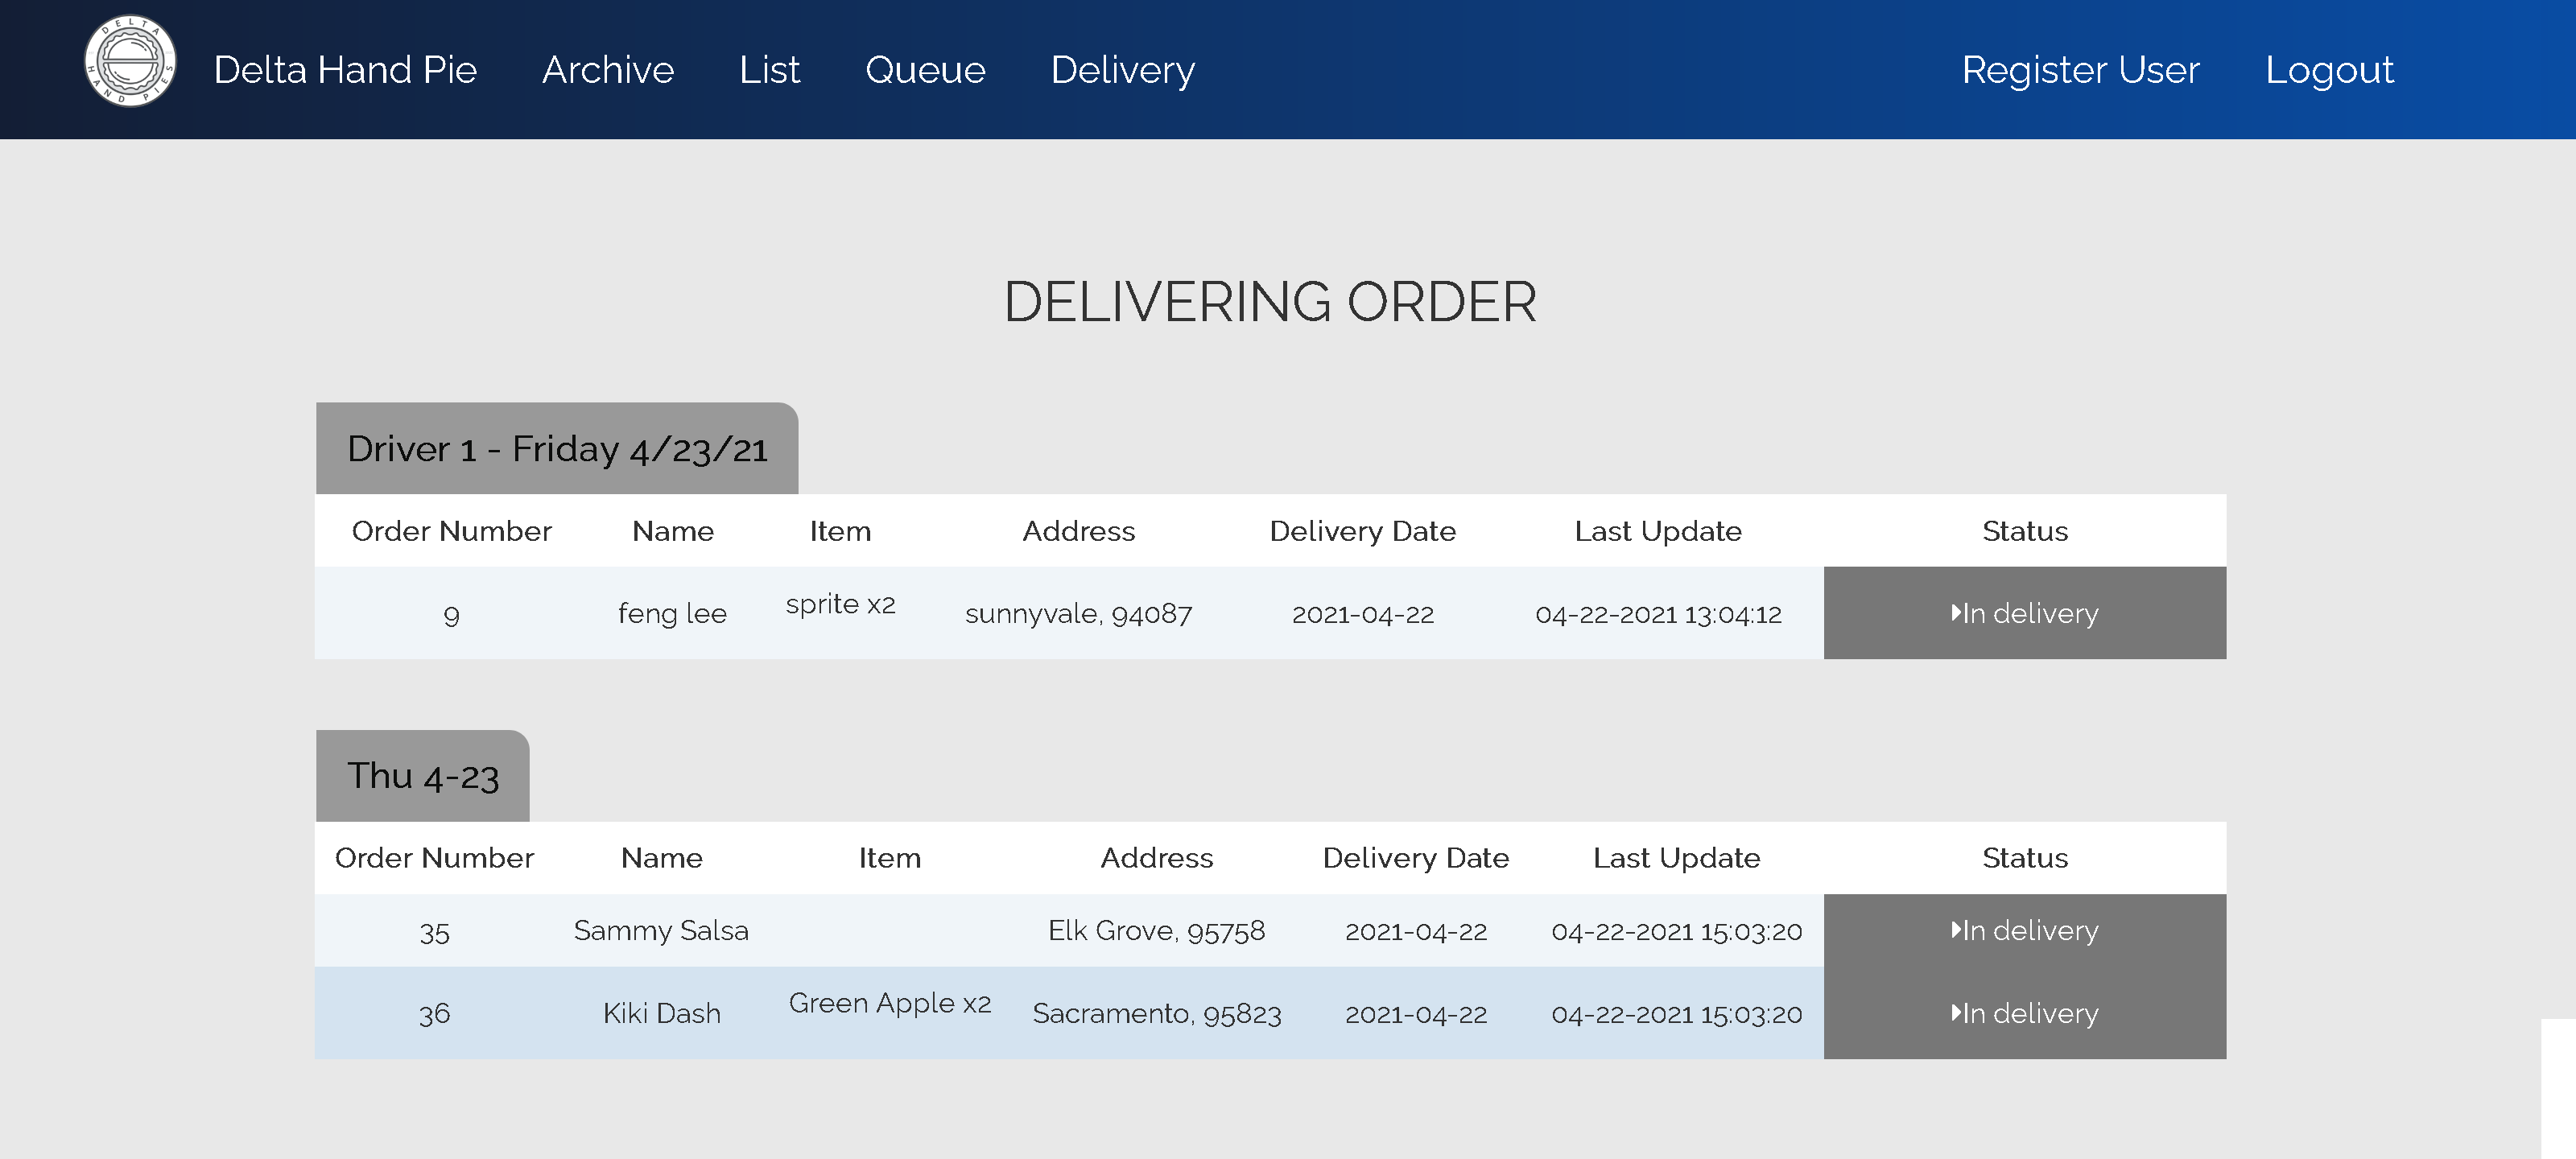 DELTA HAND PIES
Delta Hand Pie Archive List Queue Delivery Register User Logout
DELIVERING ORDER
Driver 1 - Friday 4/23/21
Order Number Name Item Address Delivery Date Last Update Status
9 feng lee sprite x2 sunnyvale, 94087 2021-04-22 04-22-2021 13:04:12 In delivery
Thu 4-23
Order Number Name Item Address Delivery Date Last Update Status
35 Sammy Salsa Elk Grove, 95758 2021-04-22 04-22-2021 15:03:20 In delivery
36 Kiki Dash Green Apple x2 Sacramento, 95823 2021-04-22 04-22-2021 15:03:20 In delivery